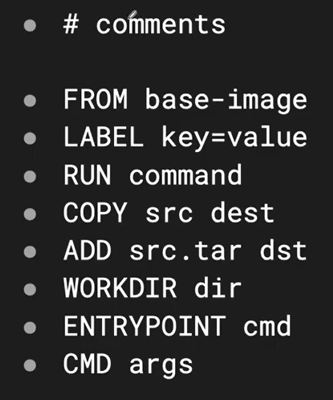 # comments
FROM base-image
LABEL key=value
RUN command
COPY src dest
ADD src.tar dst
WORKDIR dir
ENTRYPOINT cmd
CMD args